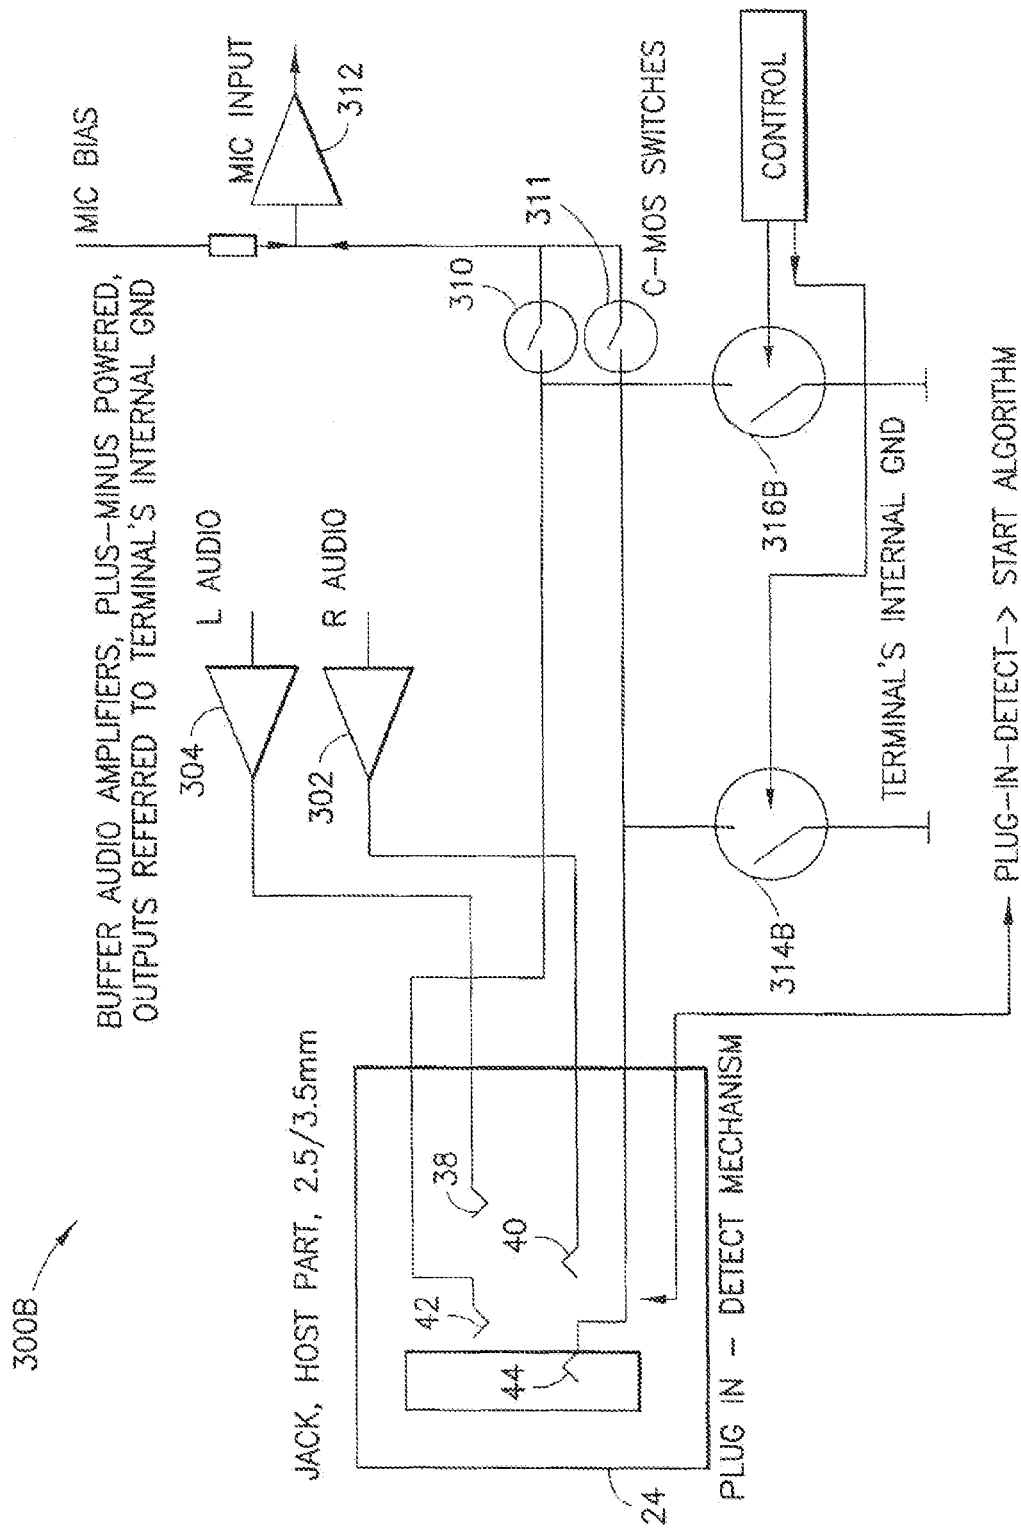 300B
BUFFER AUDIO AMPLIFIERS, PLUS-MINUS POWERED,
OUTPUTS REFERRED TO TERMINAL'S INTERNAL GND
MIC BIAS
MIC INPUT
312
L AUDIO
304
R AUDIO
302
JACK, HOST PART, 2.5/3.5mm
38
40
42
44
310
311
C-MOS SWITCHES
CONTROL
316B
314B
TERMINAL'S INTERNAL GND
24
PLUG IN - DETECT MECHANISM
PLUG-IN-DETECT-> START ALGORITHM